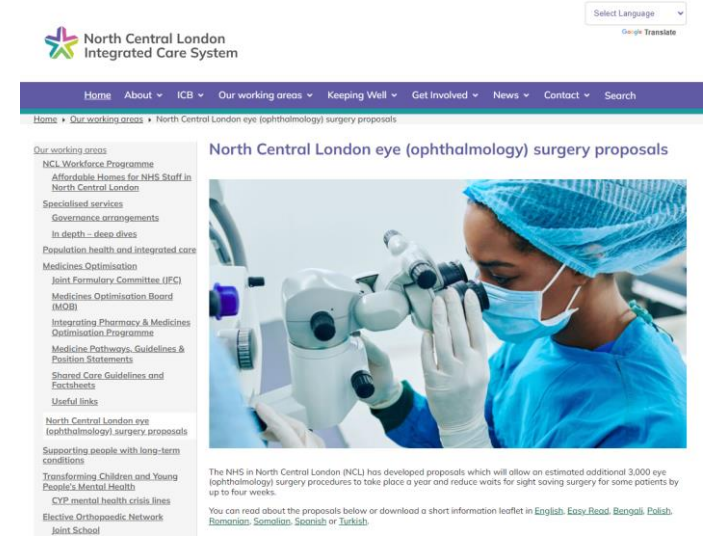 Select Language
Google Translate
North Central London
Integrated Care System
Home About ICB Our working areas Keeping Well Get Involved News Contact Search
Home Our working areas North Central London eye (ophthalmology) surgery proposals
Our working areas
NCL Workforce Programme
Affordable Homes for NHS Staff in
North Central London
Specialised services
Governance arrangements
In depth – deep dives
Population health and integrated care
Medicines Optimisation
Joint Formulary Committee (JFC)
Medicines Optimisation Board
(MOB)
Integrating Pharmacy & Medicines
Optimisation Programme
Medicine Pathways, Guidelines &
Position Statements
Shared Care Guidelines and
Factsheets
Useful links
North Central London eye
(ophthalmology) surgery proposals
Supporting people with long-term
conditions
Transforming Children and Young
People's Mental Health
CYP mental health crisis lines
Elective Orthopaedic Network
Joint School
North Central London eye (ophthalmology) surgery proposals
The NHS in North Central London (NCL) has developed proposals which will allow an estimated additional 3,000 eye
(ophthalmology) surgery procedures to take place a year and reduce waits for sight saving surgery for some patients by
up to four weeks.
You can read about the proposals below or download a short information leaflet in English, Easy Read, Bengali, Polish,
Romanian, Somalian, Spanish or Turkish.